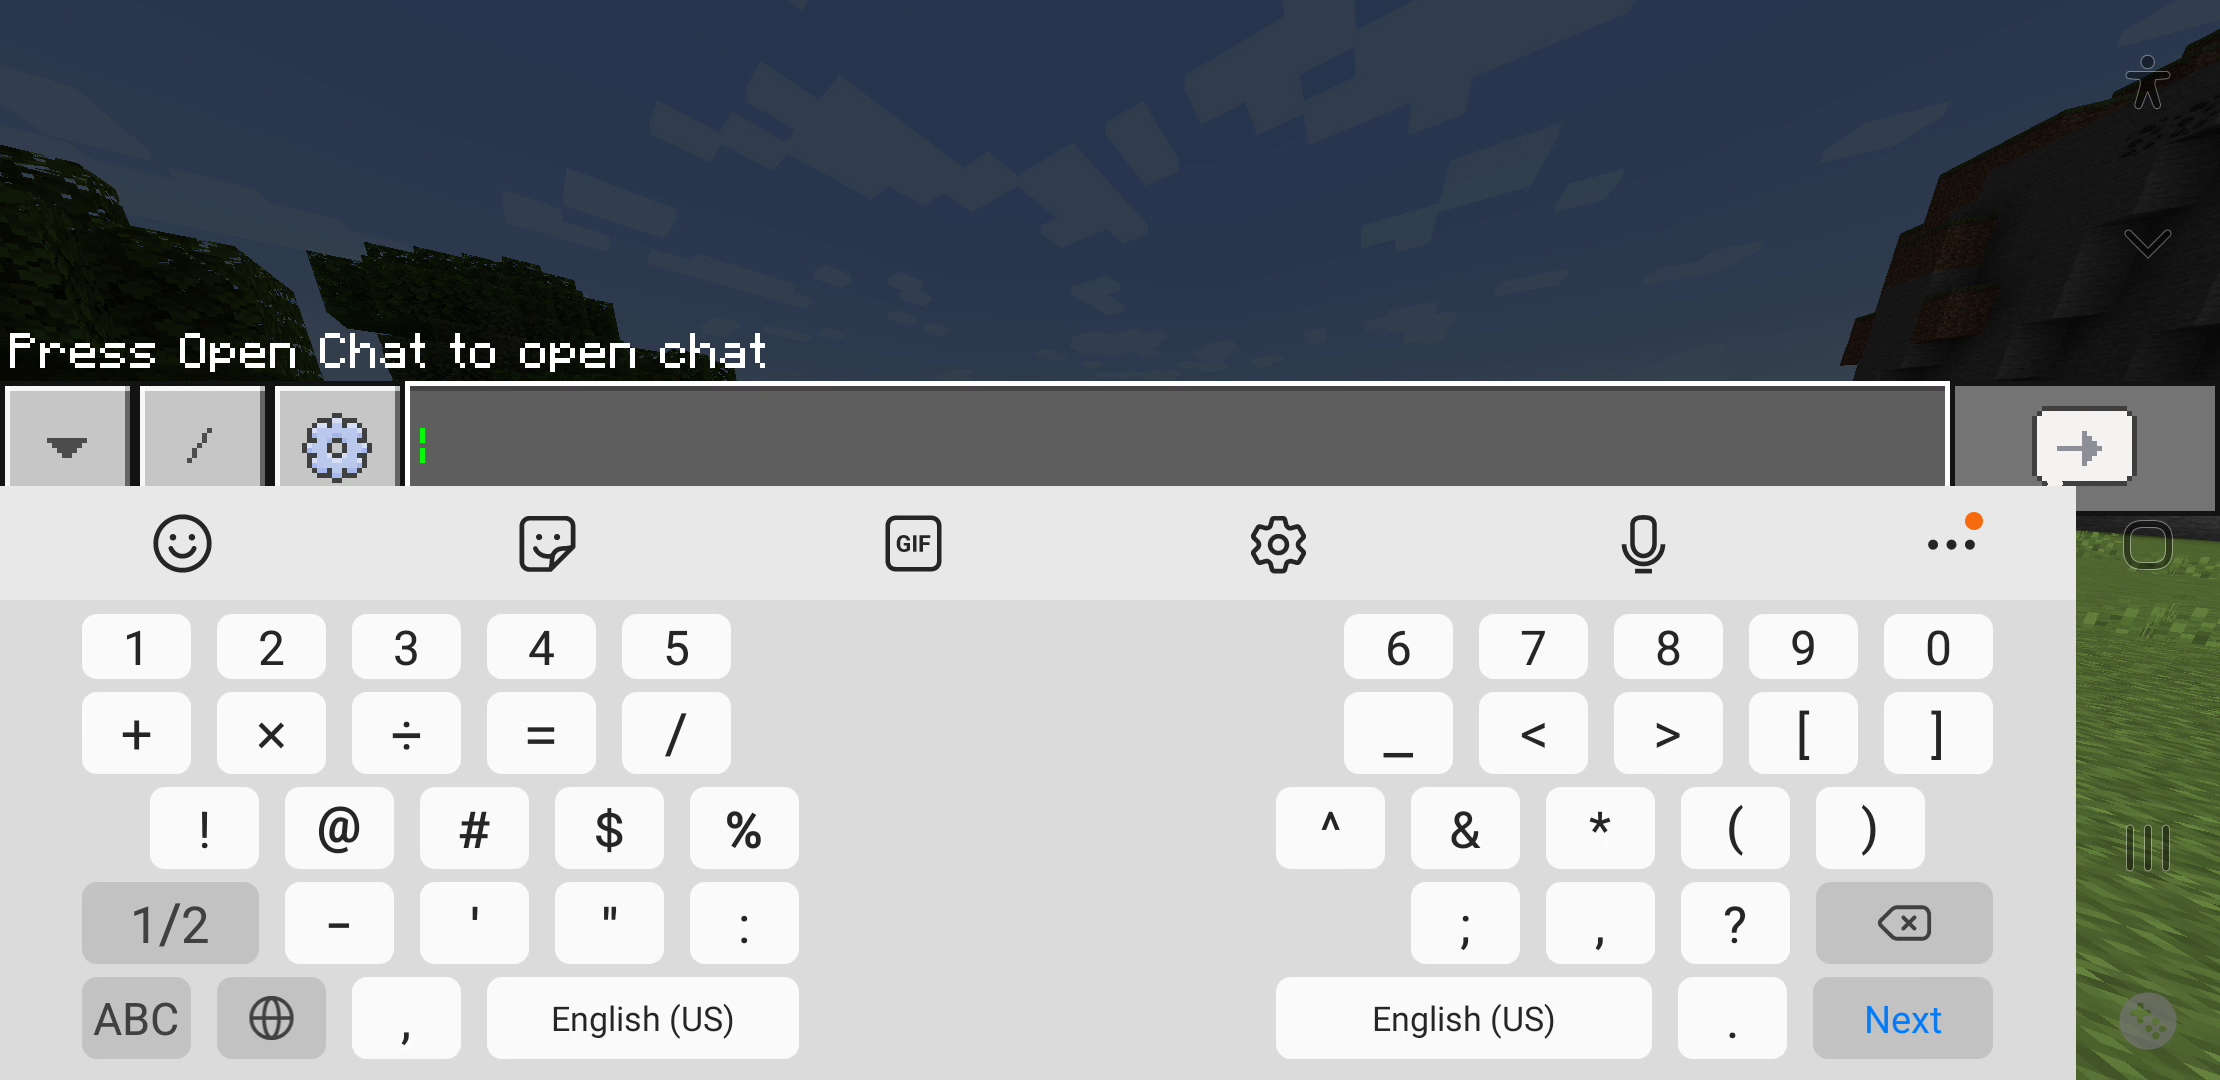 Press Open Chat to open chat
/
GIF
1 2 3 4 5 6 7 8 9 0
+ × ÷ = / _ < > [ ]
! @ # $ % ^ & * ( )
1/2 - ' " : ; , ?
ABC , English (US) English (US) . Next